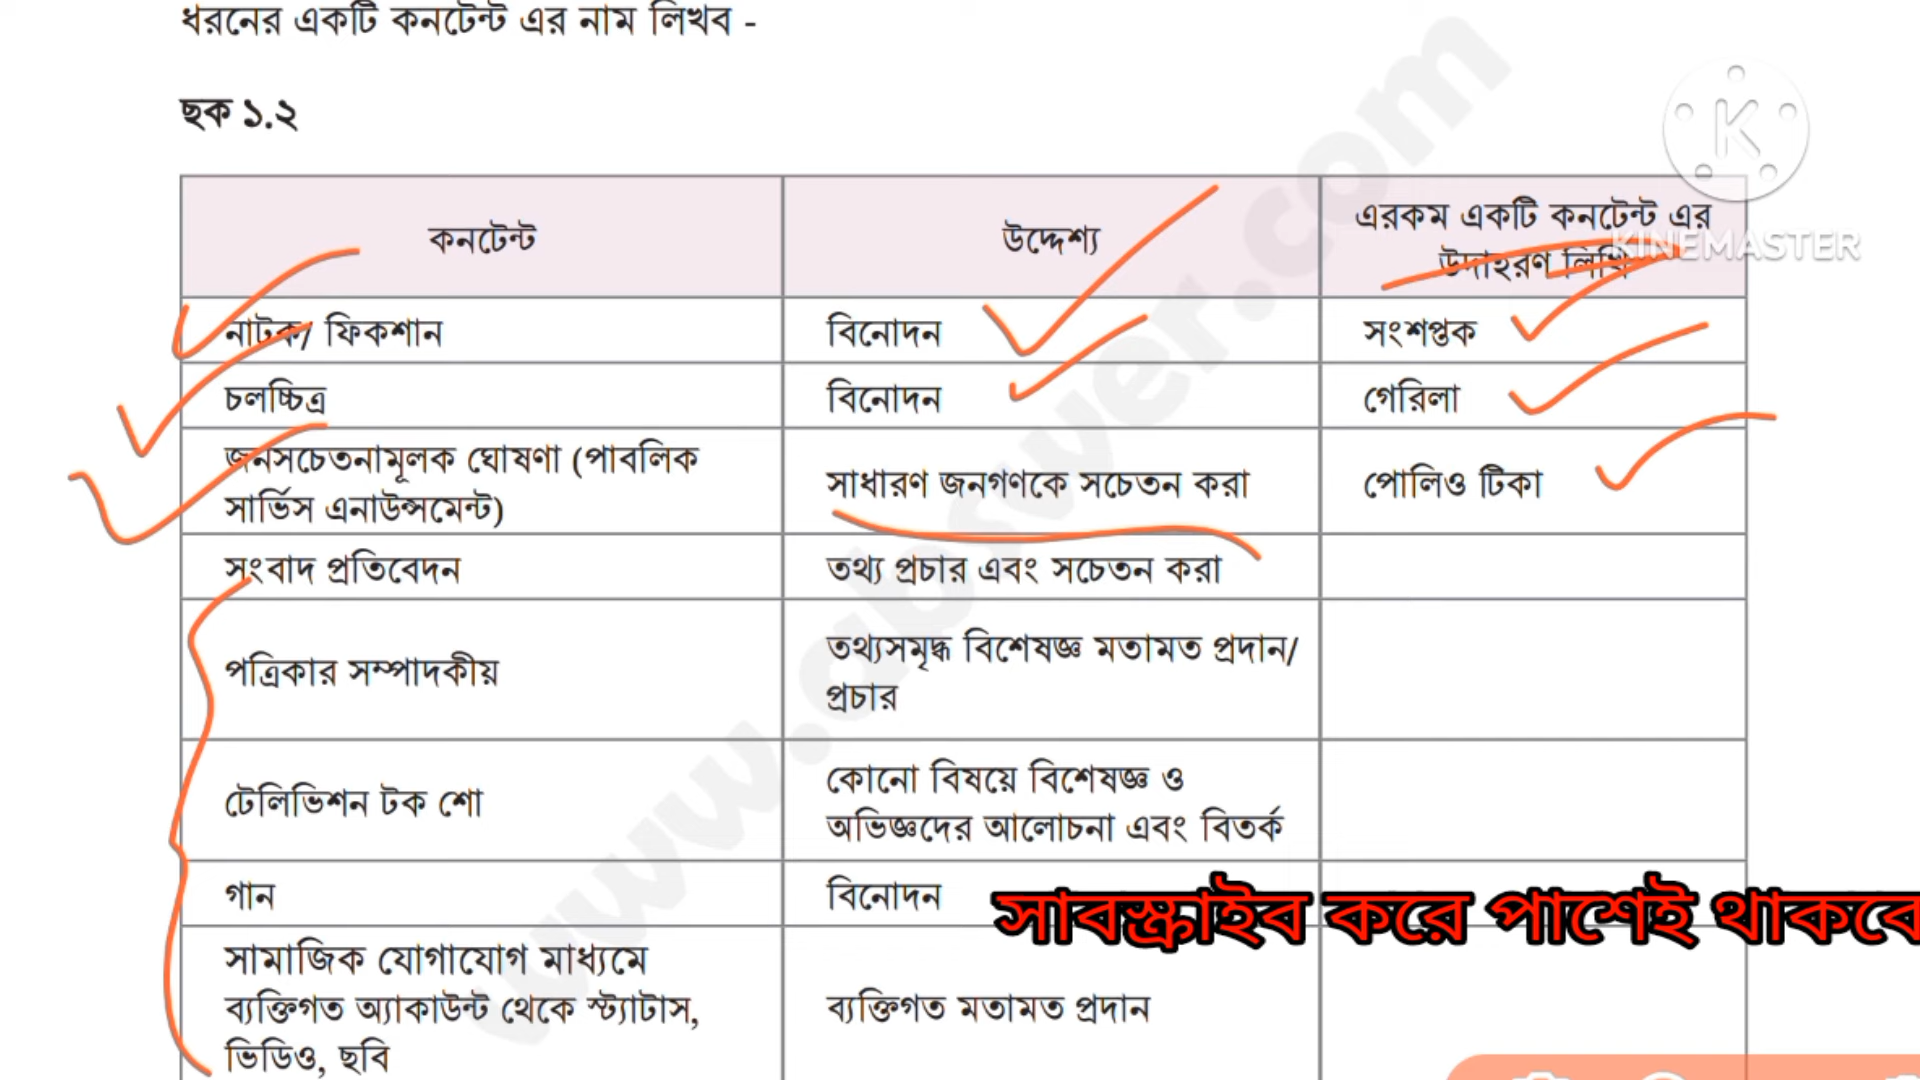 ধরনের একটি কনটেন্ট এর নাম লিখব -
ছক ১.২
কনটেন্ট
উদ্দেশ্য
এরকম একটি কনটেন্ট এর
উদাহরণ লিখি
নাটক/ ফিকশান
বিনোদন
সংশপ্তক
চলচ্চিত্র
বিনোদন
গেরিলা
জনসচেতনামূলক ঘোষণা (পাবলিক
সার্ভিস এনাউন্সমেন্ট)
সাধারণ জনগণকে সচেতন করা
পোলিও টিকা
সংবাদ প্রতিবেদন
তথ্য প্রচার এবং সচেতন করা
পত্রিকার সম্পাদকীয়
তথ্যসমৃদ্ধ বিশেষজ্ঞ মতামত প্রদান/
প্রচার
টেলিভিশন টক শো
কোনো বিষয়ে বিশেষজ্ঞ ও
অভিজ্ঞদের আলোচনা এবং বিতর্ক
গান
বিনোদন
সাবস্ক্রাইব করে পাশেই থাকবে
সামাজিক যোগাযোগ মাধ্যমে
ব্যক্তিগত অ্যাকাউন্ট থেকে স্ট্যাটাস,
ভিডিও, ছবি
ব্যক্তিগত মতামত প্রদান
K
KINEMASTER
www.abswer.com